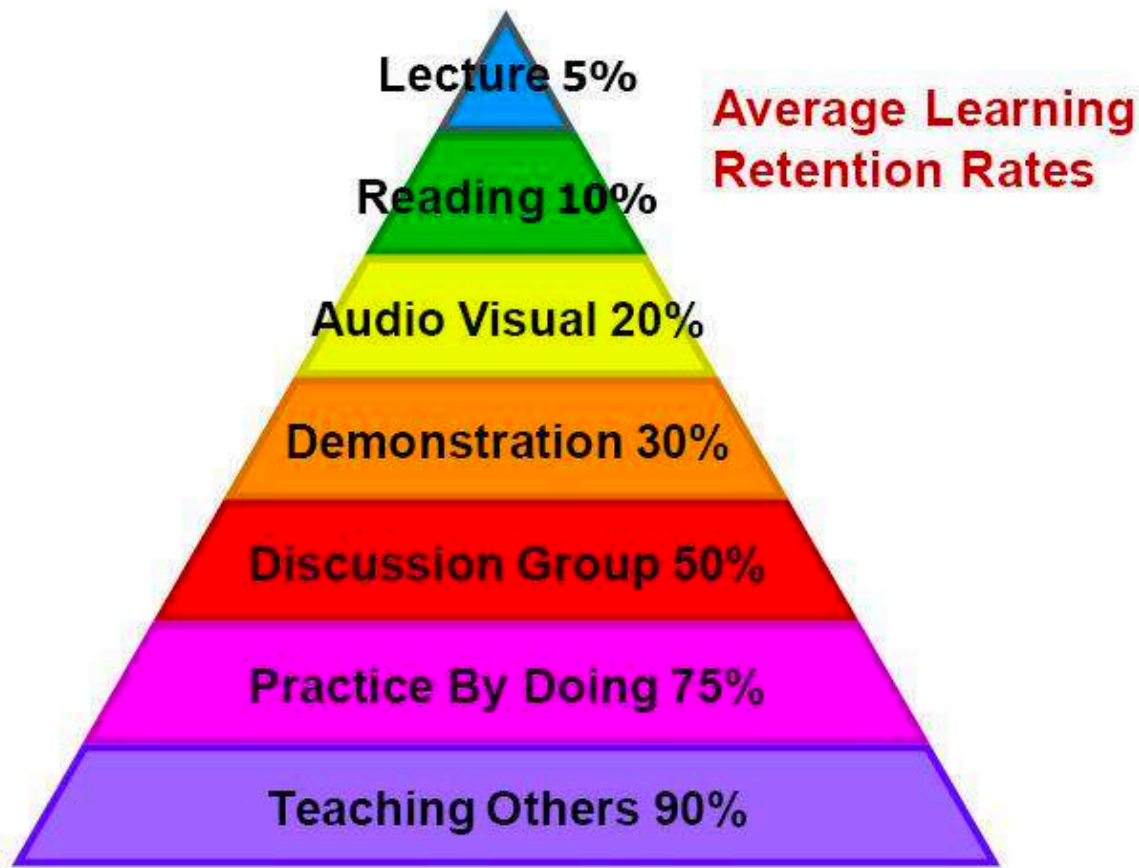 Lecture 5%
Average Learning
Retention Rates
Reading 10%
Audio Visual 20%
Demonstration 30%
Discussion Group 50%
Practice By Doing 75%
Teaching Others 90%